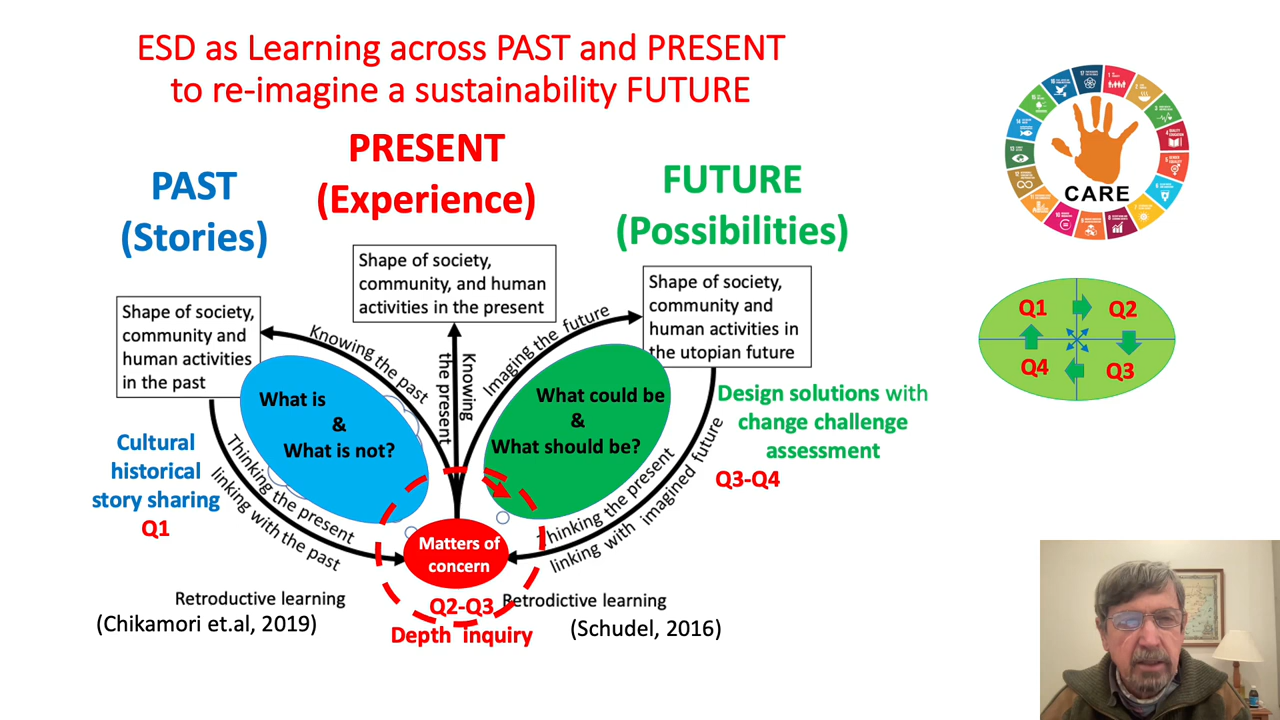 ESD as Learning across PAST and PRESENT
to re-imagine a sustainability FUTURE
PAST
(Stories)
PRESENT
(Experience)
FUTURE
(Possibilities)
Shape of society,
community and
human activities
in the past
Shape of society,
community, and human
activities in the present
Shape of society,
community and
human activities in
the utopian future
Knowing the past
Knowing
the present
Imaging the future
What is
&
What is not?
What could be
&
What should be?
Cultural
historical
story sharing
Q1
Thinking the present
linking with the past
Design solutions with
change challenge
assessment
Q3-Q4
hinking the present
linking with imagined future
Matters of
concern
Q2-Q3
Depth inquiry
Retroductive learning
(Chikamori et.al, 2019)
Retrodictive learning
(Schudel, 2016)
CARE
Q1
Q2
Q4
Q3